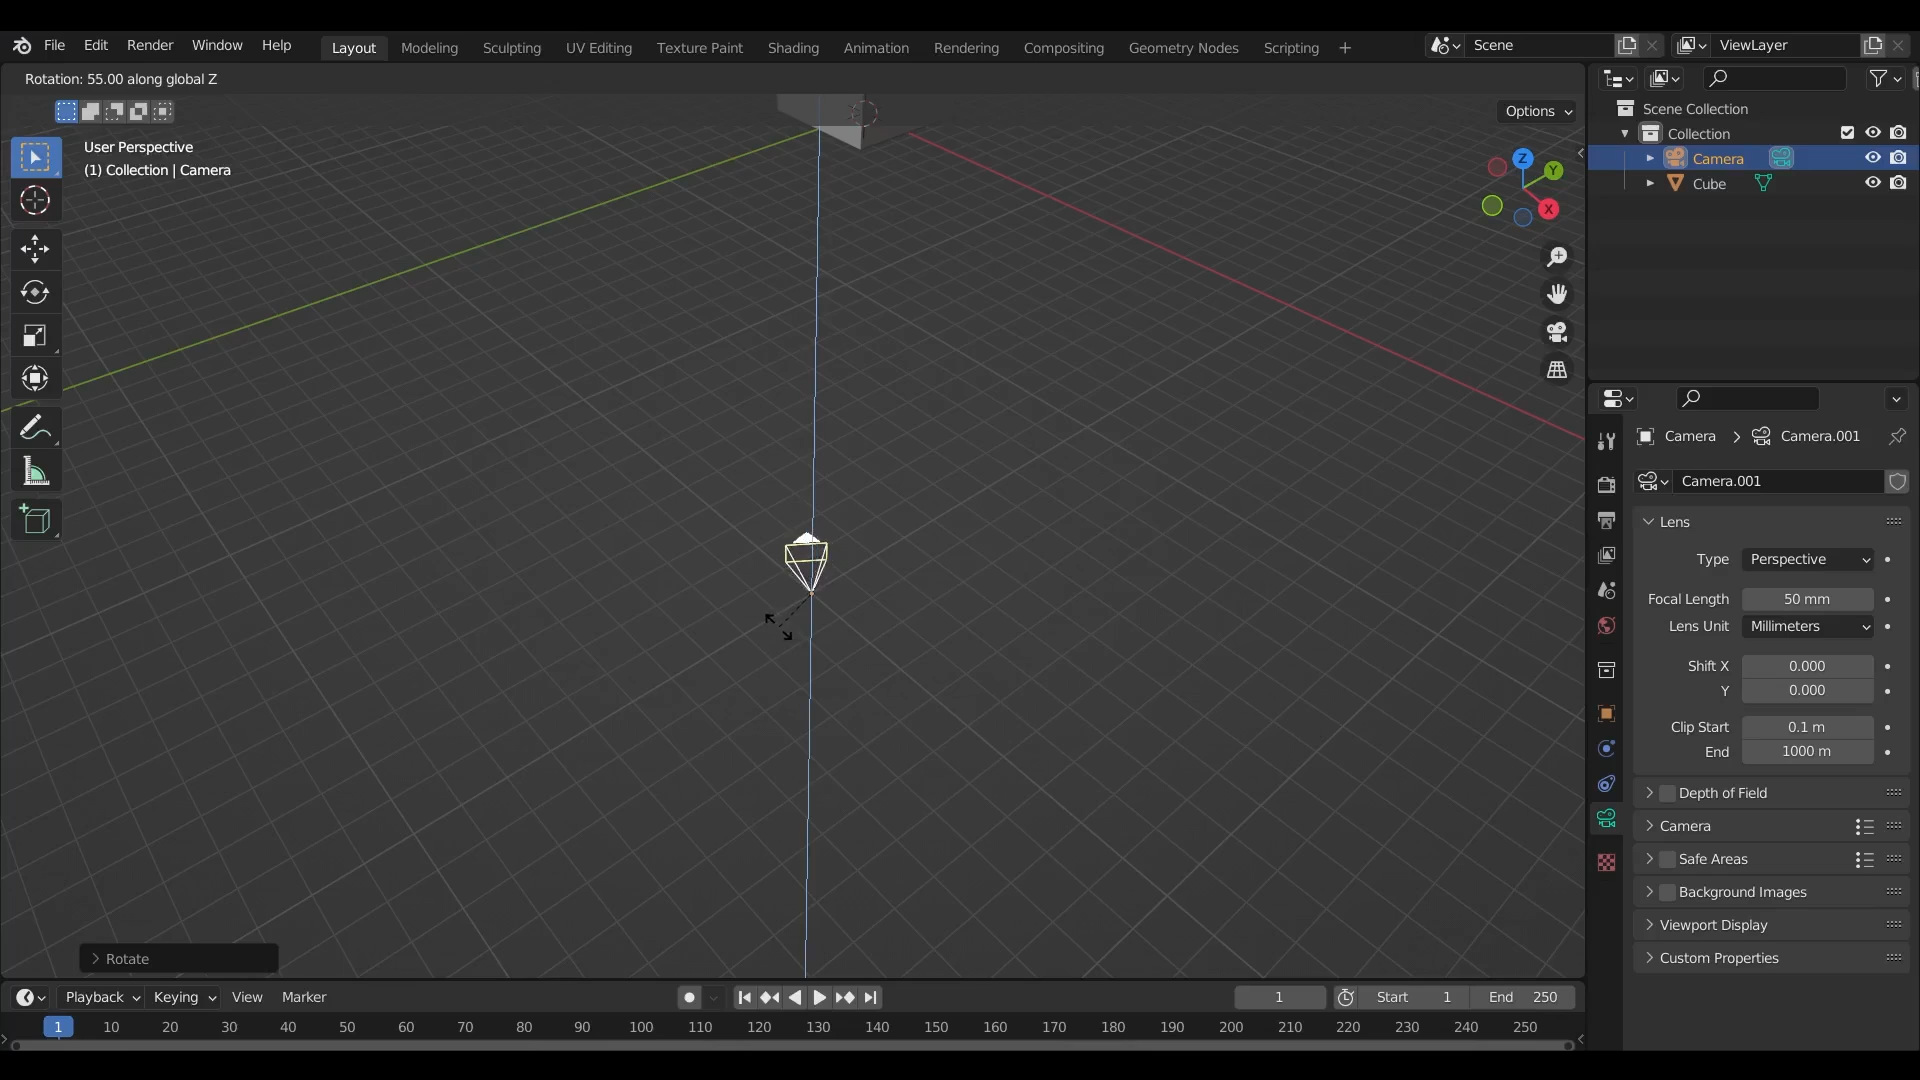 File Edit Render Window Help Layout Modeling Sculpting UV Editing Texture Paint Shading Animation Rendering Compositing Geometry Nodes Scripting + Scene ViewLayer
Rotation: 55.00 along global Z
Options
User Perspective
(1) Collection | Camera
Z
Y
X
Scene Collection
Collection
Camera
Cube
Camera > Camera.001
Camera.001
Lens
Type Perspective
Focal Length 50 mm
Lens Unit Millimeters
Shift X 0.000
Y 0.000
Clip Start 0.1 m
End 1000 m
Depth of Field
Camera
Safe Areas
Background Images
Viewport Display
Custom Properties
Rotate
Playback Keying View Marker 1 Start 1 End 250
1 10 20 30 40 50 60 70 80 90 100 110 120 130 140 150 160 170 180 190 200 210 220 230 240 250